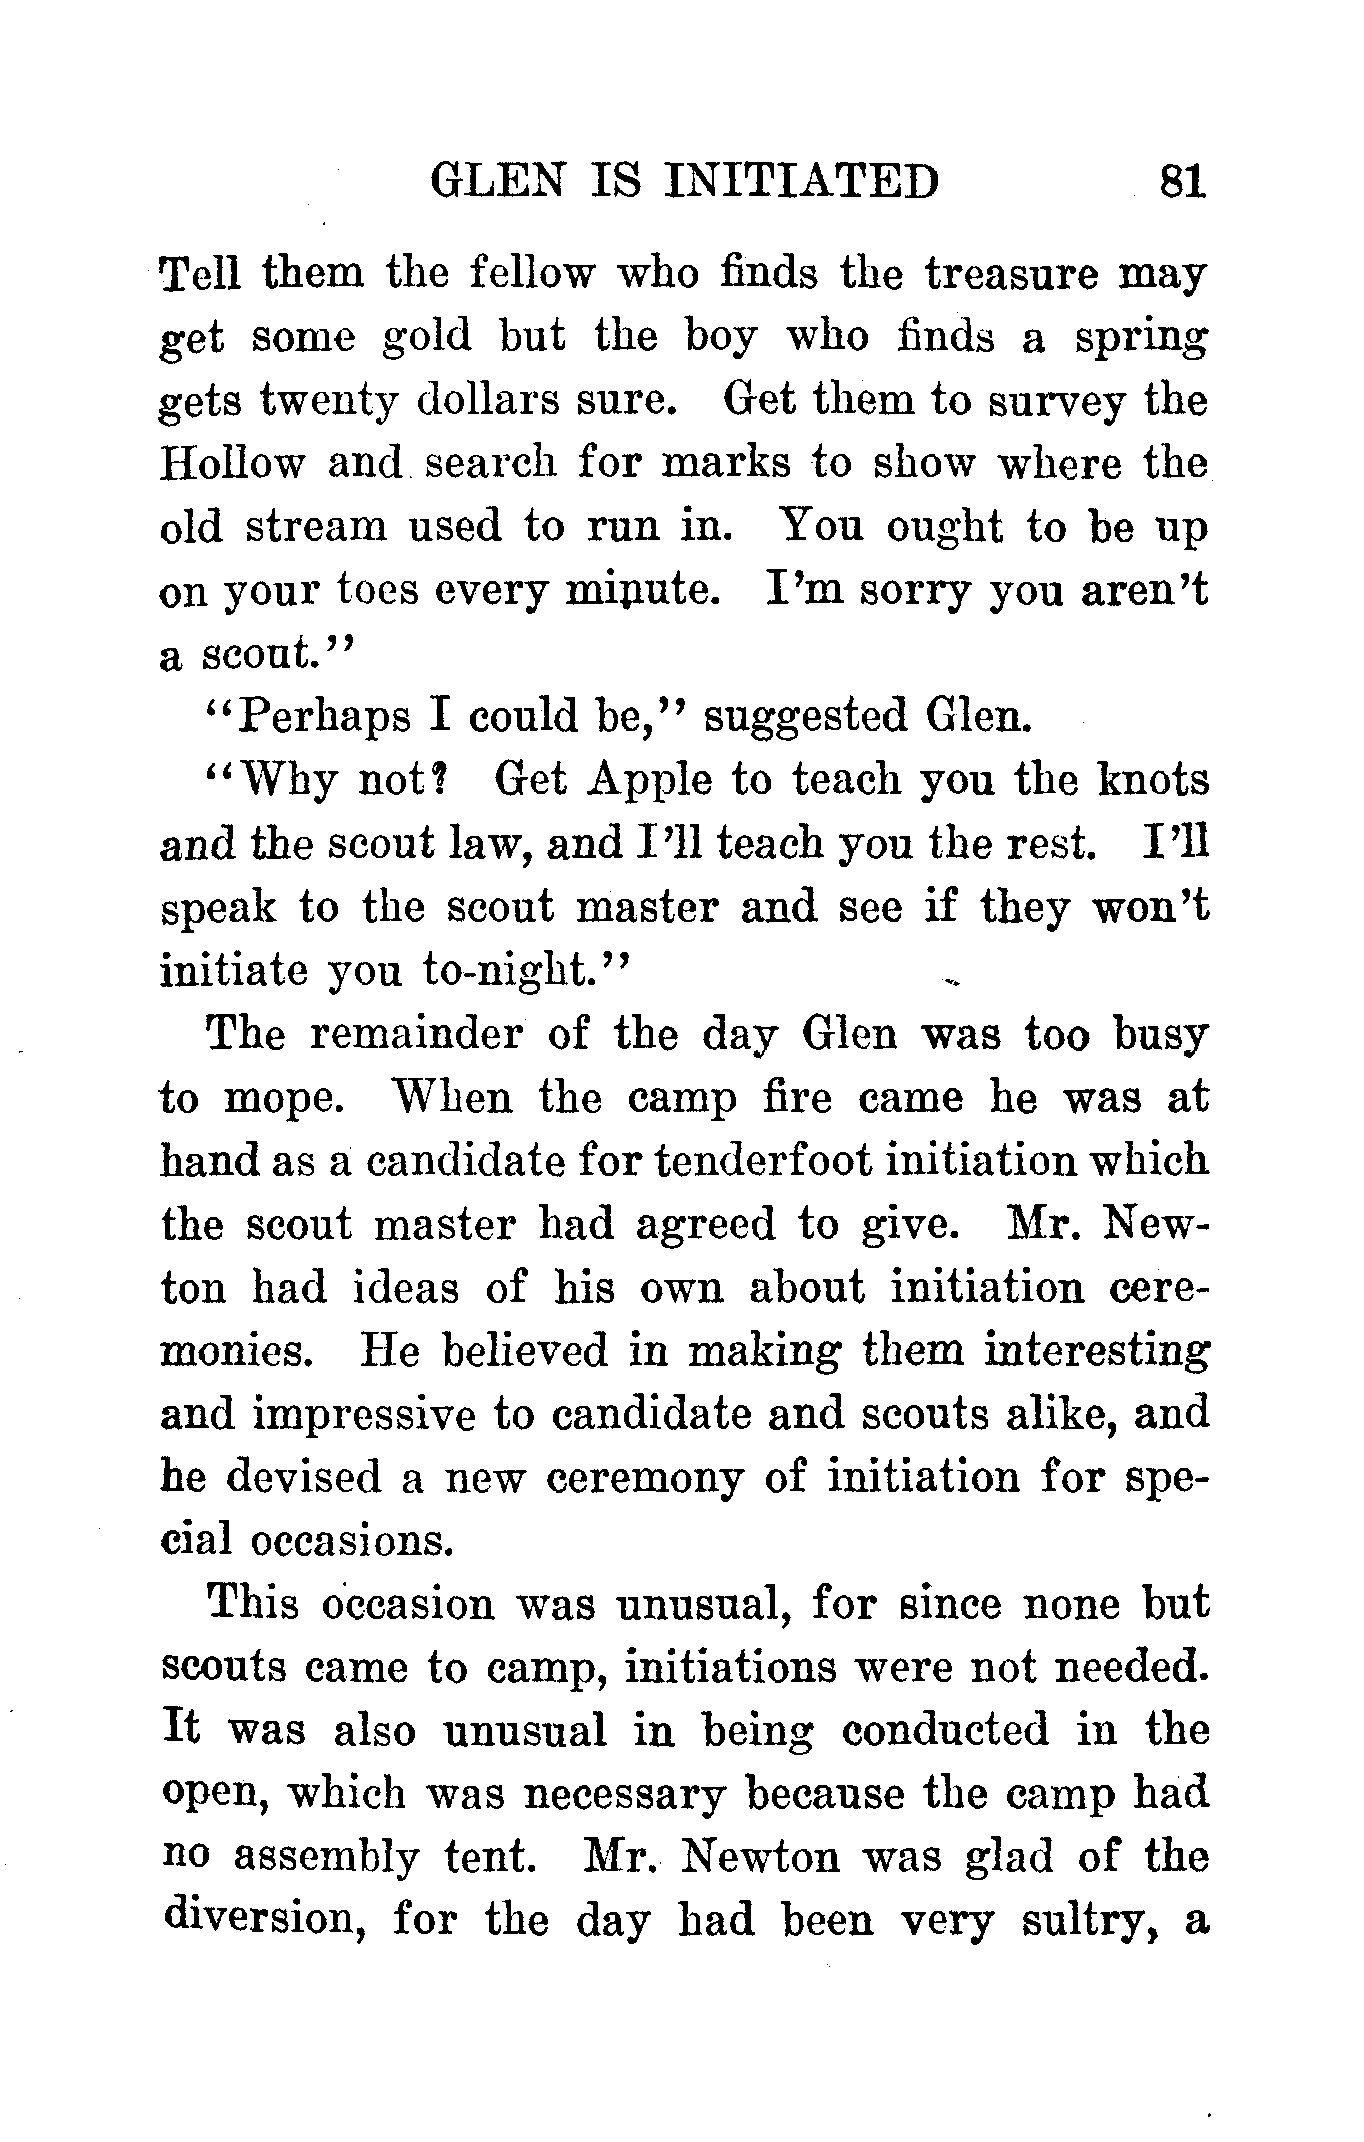 GLEN IS INITIATED 81
Tell them the fellow who finds the treasure may
get some gold but the boy who finds a spring
gets twenty dollars sure. Get them to survey the
Hollow and search for marks to show where the
old stream used to run in. You ought to be up
on your toes every minute. I'm sorry you aren't
a scout."
"Perhaps I could be," suggested Glen.
"Why not? Get Apple to teach you the knots
and the scout law, and I'll teach you the rest. I'll
speak to the scout master and see if they won't
initiate you to-night."
The remainder of the day Glen was too busy
to mope. When the camp fire came he was at
hand as a candidate for tenderfoot initiation which
the scout master had agreed to give. Mr. New-
ton had ideas of his own about initiation cere-
monies. He believed in making them interesting
and impressive to candidate and scouts alike, and
he devised a new ceremony of initiation for spe-
cial occasions.
This occasion was unusual, for since none but
scouts came to camp, initiations were not needed.
It was also unusual in being conducted in the
open, which was necessary because the camp had
no assembly tent. Mr. Newton was glad of the
diversion, for the day had been very sultry, a